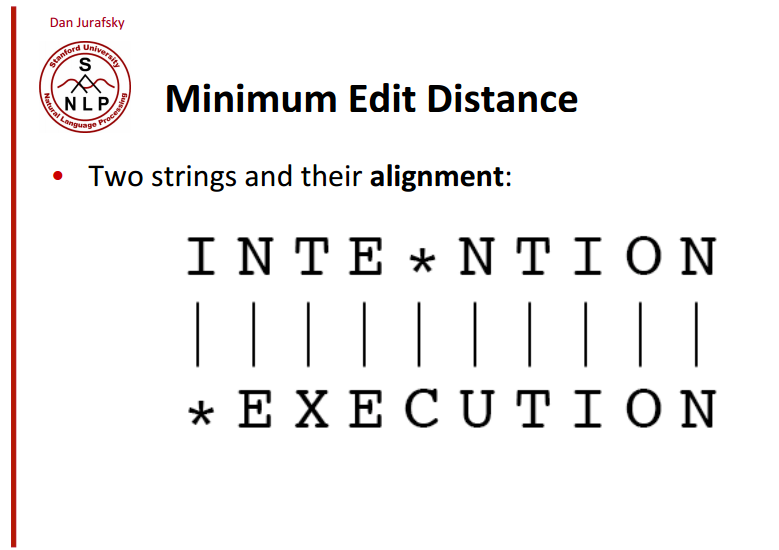 Dan Jurafsky
Stanford University
S
NLP
Natural Language Processing
Minimum Edit Distance
• Two strings and their alignment:
I N T E * N T I O N
| | | | | | | | | |
* E X E C U T I O N